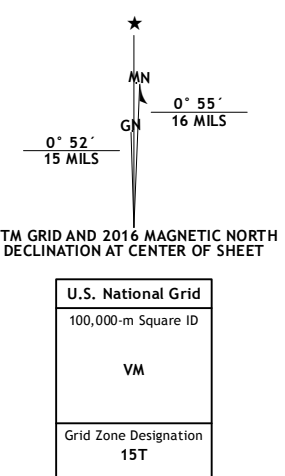 ★
MN
0° 55´
16 MILS
GN
0° 52´
15 MILS
TM GRID AND 2016 MAGNETIC NORTH
DECLINATION AT CENTER OF SHEET
U.S. National Grid
100,000-m Square ID
VM
Grid Zone Designation
15T